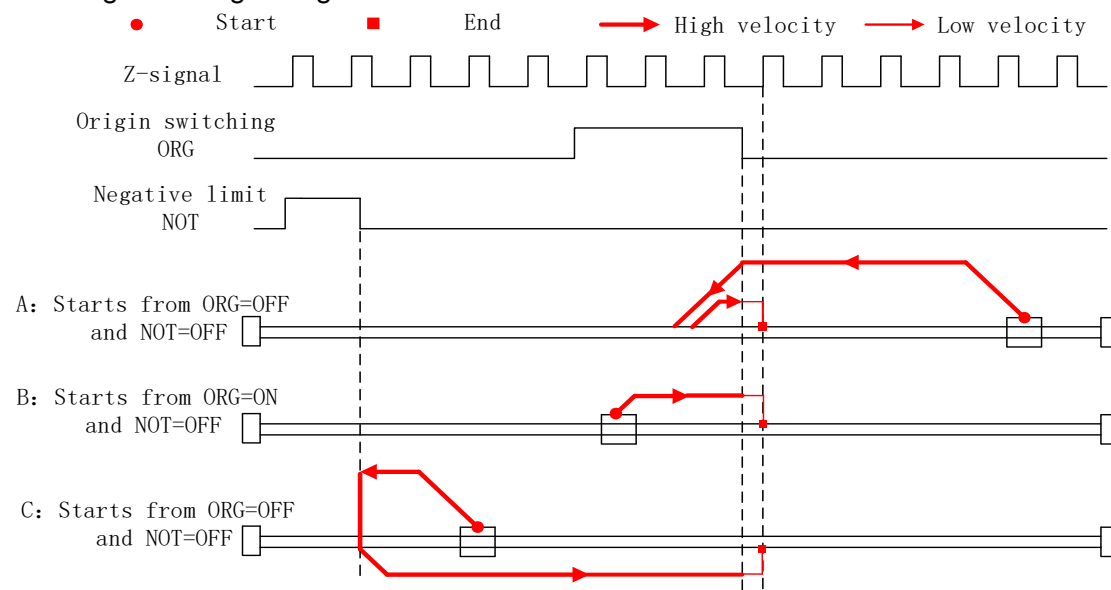 Start End High velocity Low velocity
Z-signal
Origin switching
ORG
Negative limit
NOT
A: Starts from ORG=OFF
and NOT=OFF
B: Starts from ORG=ON
and NOT=OFF
C: Starts from ORG=OFF
and NOT=OFF